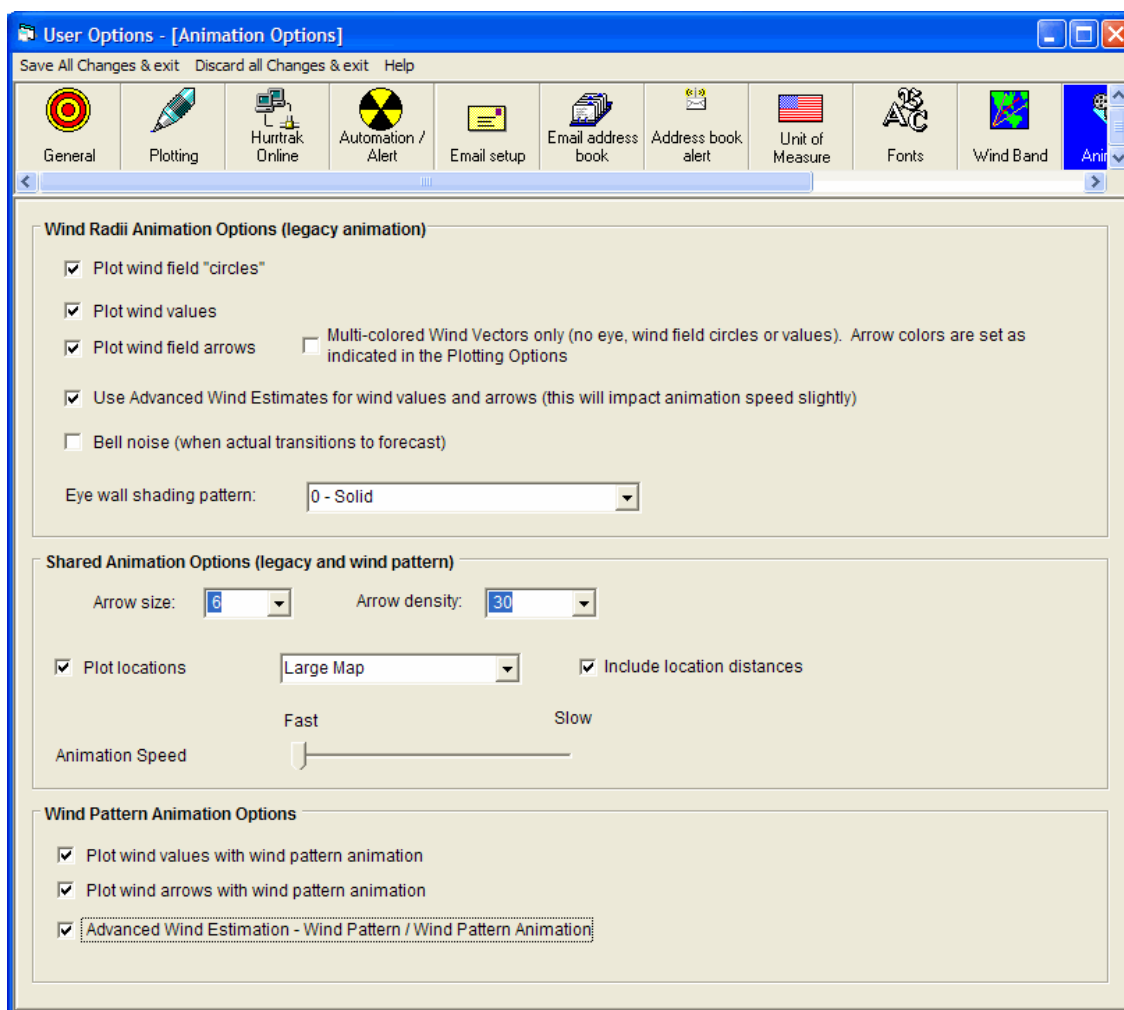 User Options - [Animation Options]
Save All Changes & exit Discard all Changes & exit Help
General
Plotting
Hurrtrak
Online
Automation /
Alert
Email setup
Email address
book
Address book
alert
Unit of
Measure
Fonts
Wind Band
Wind Radii Animation Options (legacy animation)
Plot wind field "circles"
Plot wind values
Plot wind field arrows
Multi-colored Wind Vectors only (no eye, wind field circles or values). Arrow colors are set as
indicated in the Plotting Options
Use Advanced Wind Estimates for wind values and arrows (this will impact animation speed slightly)
Bell noise (when actual transitions to forecast)
Eye wall shading pattern: 0 - Solid
Shared Animation Options (legacy and wind pattern)
Arrow size: 6 Arrow density: 30
Plot locations Large Map Include location distances
Fast Slow
Animation Speed
Wind Pattern Animation Options
Plot wind values with wind pattern animation
Plot wind arrows with wind pattern animation
Advanced Wind Estimation - Wind Pattern / Wind Pattern Animation